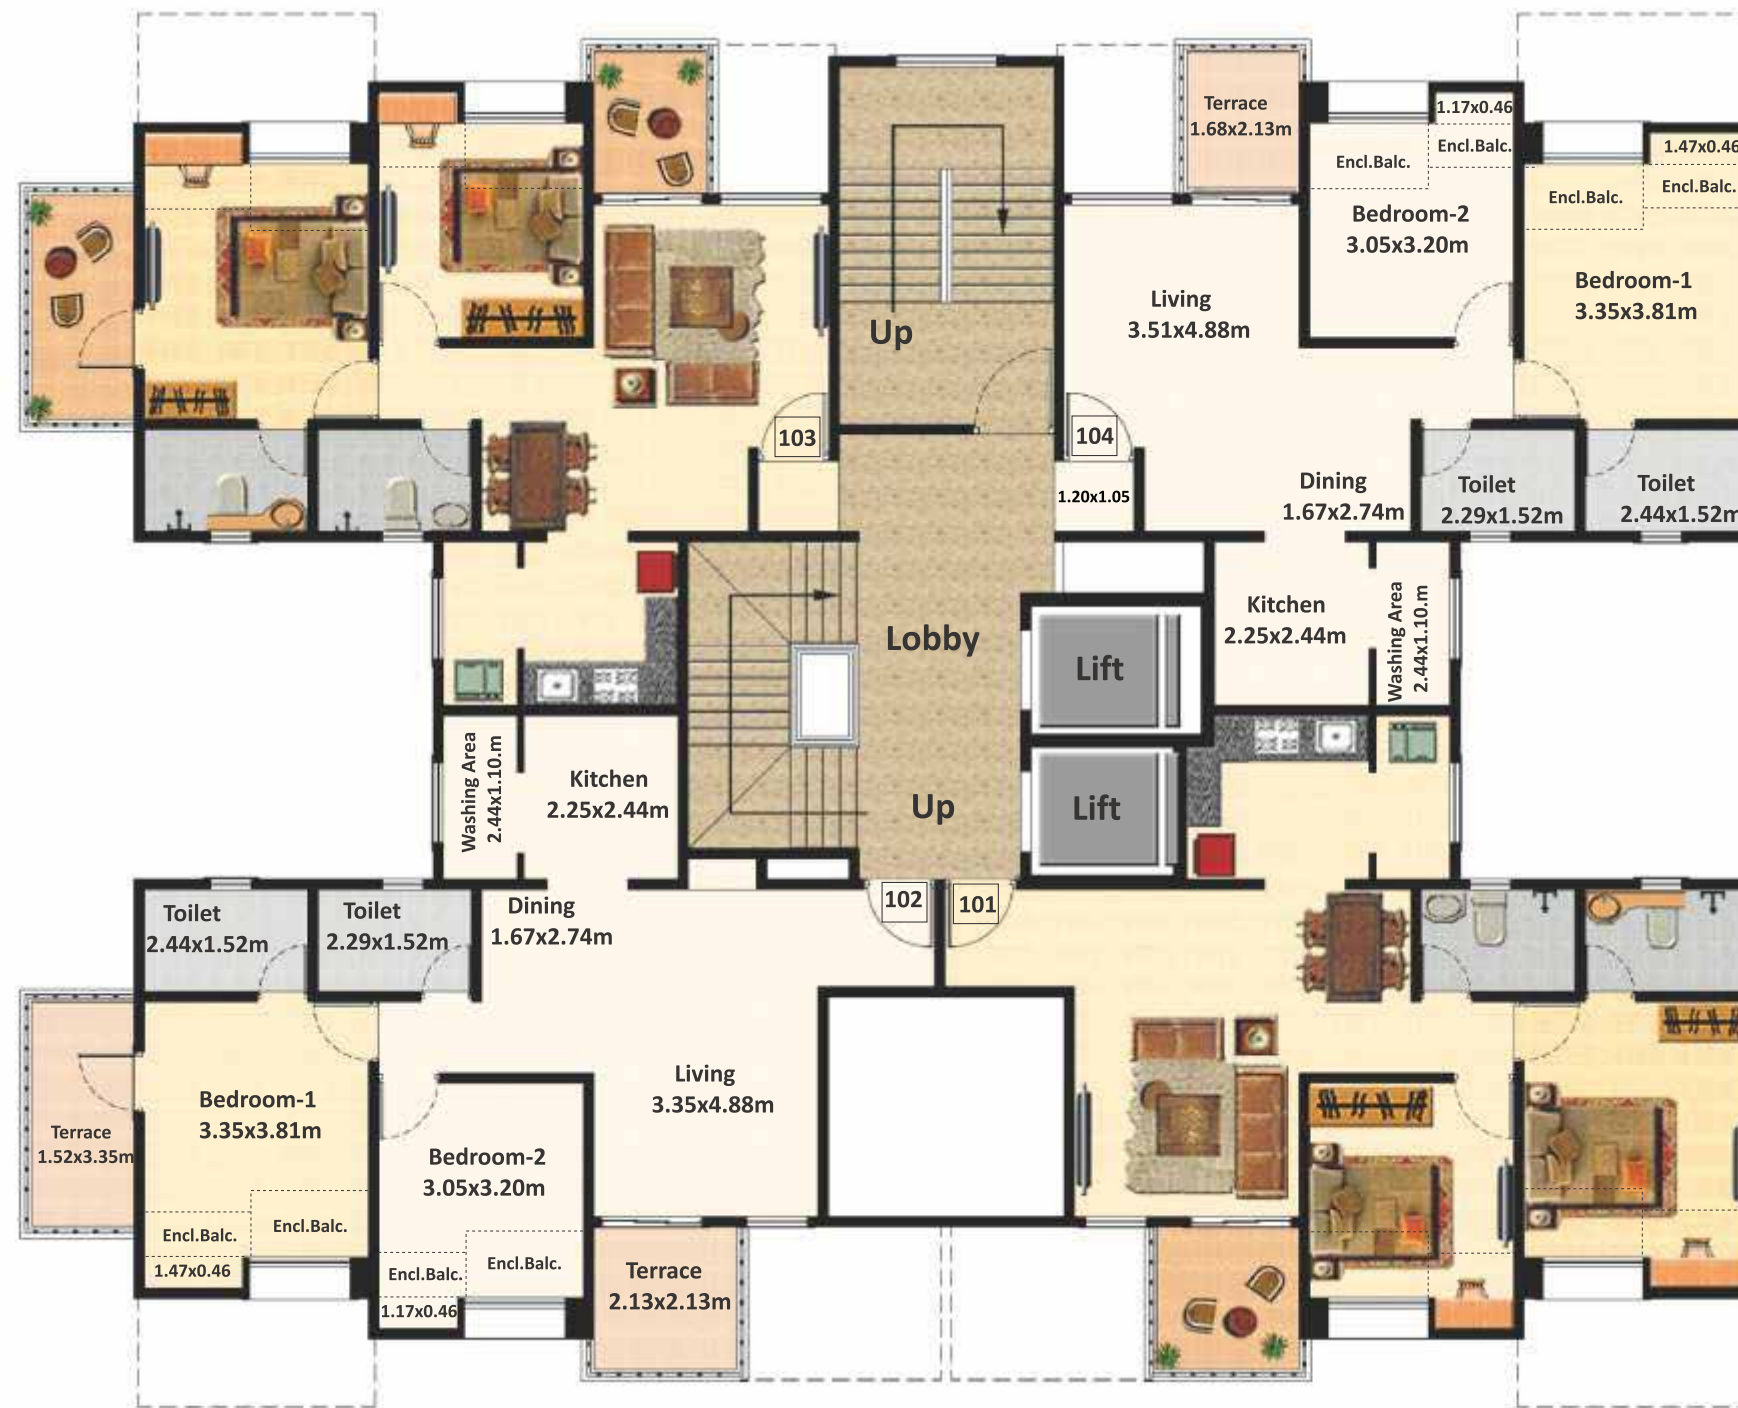 Terrace
1.68x2.13m
1.17x0.46
Encl.Balc.
Encl.Balc.
1.47x0.46
Encl.Balc.
Encl.Balc.
Bedroom-2
3.05x3.20m
Bedroom-1
3.35x3.81m
Living
3.51x4.88m
Up
103
104
1.20x1.05
Dining
1.67x2.74m
Toilet
2.29x1.52m
Toilet
2.44x1.52m
Kitchen
2.25x2.44m
Washing Area
2.44x1.10.m
Lobby
Lift
Lift
Up
Washing Area
2.44x1.10.m
Kitchen
2.25x2.44m
102
101
Toilet
2.44x1.52m
Toilet
2.29x1.52m
Dining
1.67x2.74m
Living
3.35x4.88m
Bedroom-1
3.35x3.81m
Terrace
1.52x3.35m
Bedroom-2
3.05x3.20m
Encl.Balc.
Encl.Balc.
1.47x0.46
Encl.Balc.
Encl.Balc.
1.17x0.46
Terrace
2.13x2.13m